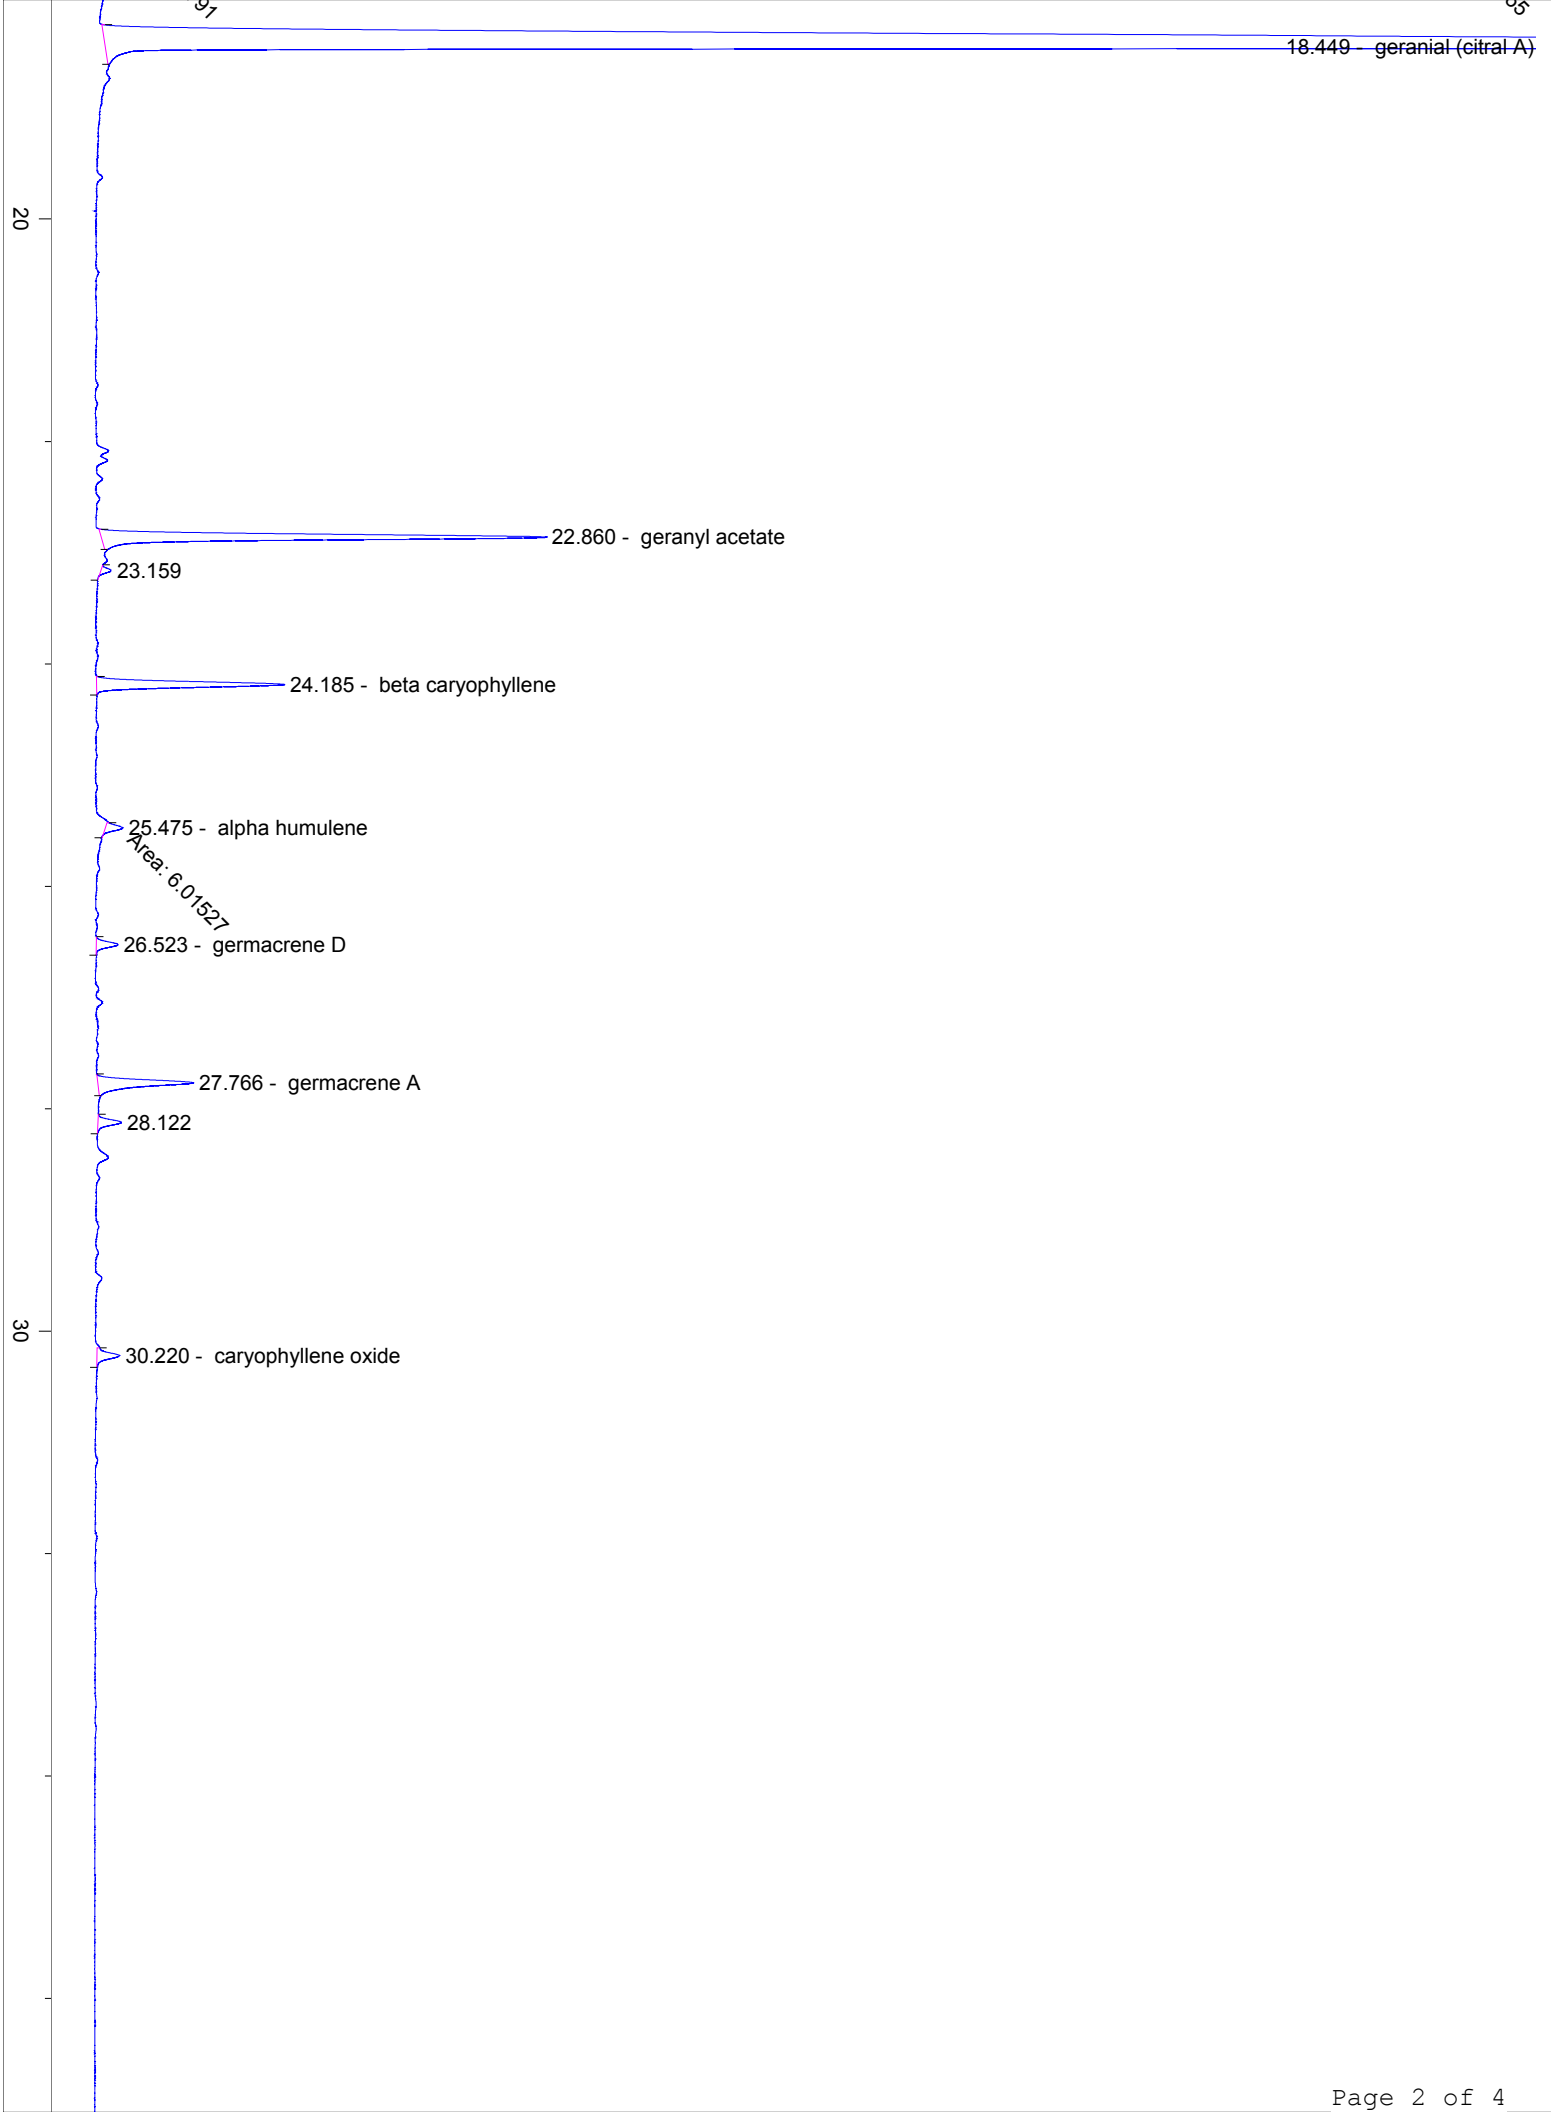 91
65
18.449 - geranial (citral A)
20
22.860 - geranyl acetate
23.159
24.185 - beta caryophyllene
25.475 - alpha humulene
Area: 6.01527
26.523 - germacrene D
27.766 - germacrene A
28.122
30
30.220 - caryophyllene oxide
Page 2 of 4